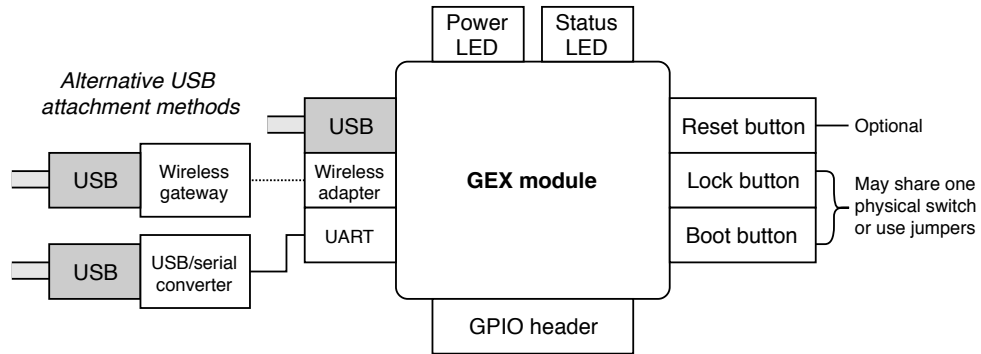 Power
LED
Status
LED
Alternative USB
attachment methods
USB
Reset button
Optional
USB
Wireless
gateway
Wireless
adapter
GEX module
Lock button
May share one
physical switch
or use jumpers
UART
Boot button
USB
USB/serial
converter
GPIO header